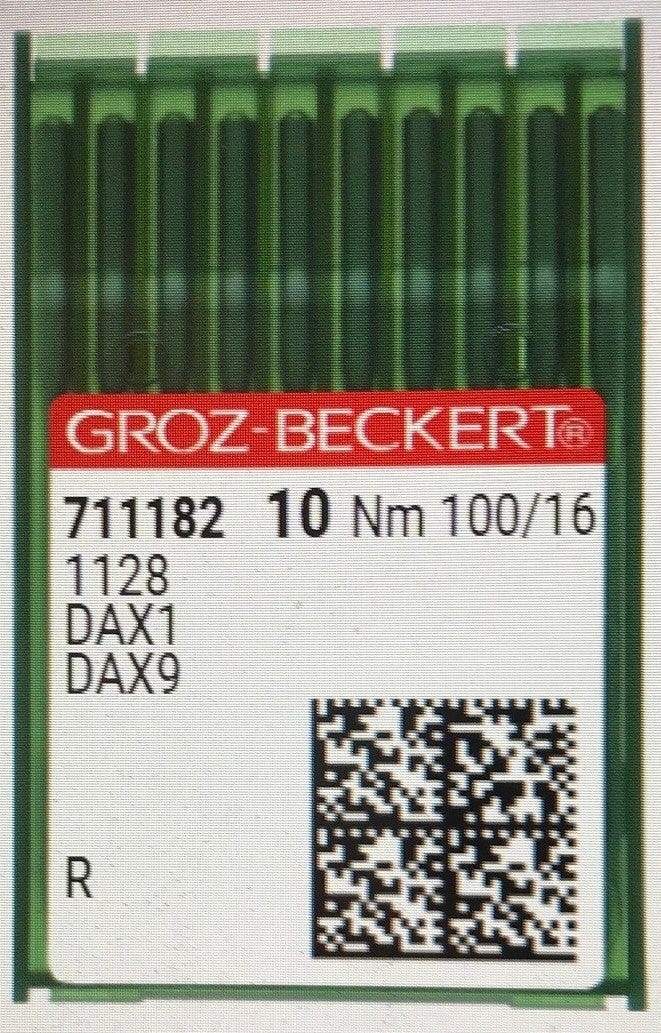 GROZ-BECKERT®
711182 10 Nm 100/16
1128
DAX1
DAX9
R